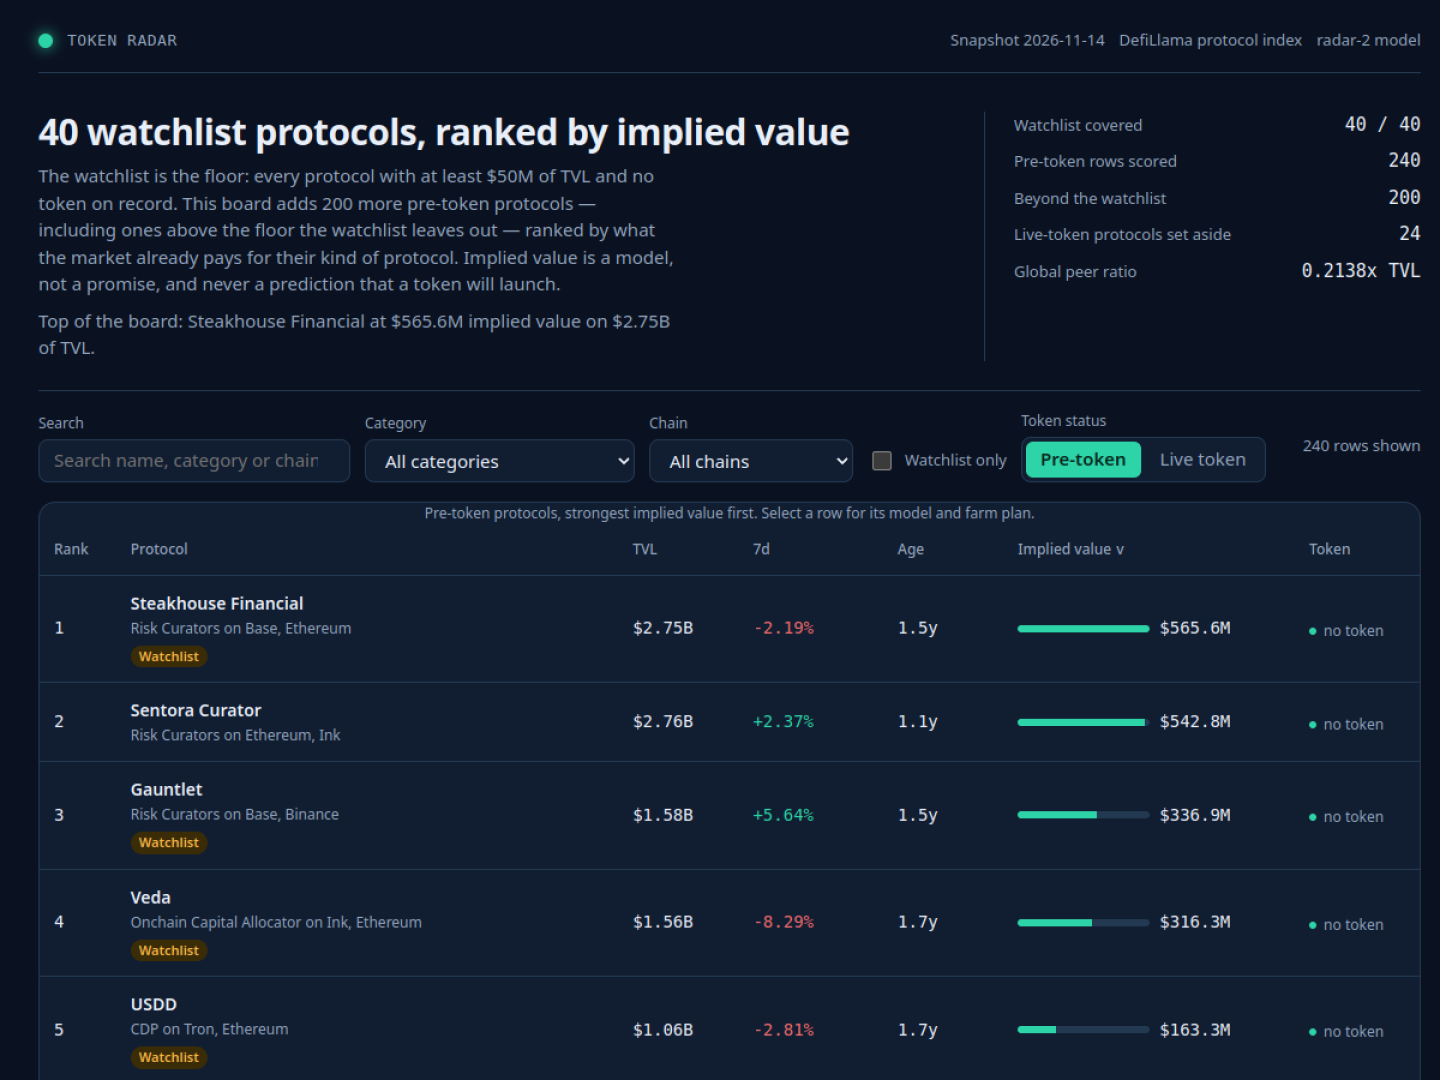 TOKEN RADAR
Snapshot 2026-11-14 DefiLlama protocol index radar-2 model
40 watchlist protocols, ranked by implied value
The watchlist is the floor: every protocol with at least $50M of TVL and no
token on record. This board adds 200 more pre-token protocols —
including ones above the floor the watchlist leaves out — ranked by what
the market already pays for their kind of protocol. Implied value is a model,
not a promise, and never a prediction that a token will launch.
Top of the board: Steakhouse Financial at $565.6M implied value on $2.75B
of TVL.
Watchlist covered 40 / 40
Pre-token rows scored 240
Beyond the watchlist 200
Live-token protocols set aside 24
Global peer ratio 0.2138x TVL
Search
Search name, category or chain
Category
All categories
Chain
All chains
Watchlist only
Token status
Pre-token Live token
240 rows shown
Pre-token protocols, strongest implied value first. Select a row for its model and farm plan.
Rank Protocol TVL 7d Age Implied value v Token
1 Steakhouse Financial $2.75B -2.19% 1.5y $565.6M no token
Risk Curators on Base, Ethereum
Watchlist
2 Sentora Curator $2.76B +2.37% 1.1y $542.8M no token
Risk Curators on Ethereum, Ink
3 Gauntlet $1.58B +5.64% 1.5y $336.9M no token
Risk Curators on Base, Binance
Watchlist
4 Veda $1.56B -8.29% 1.7y $316.3M no token
Onchain Capital Allocator on Ink, Ethereum
Watchlist
5 USDD $1.06B -2.81% 1.7y $163.3M no token
CDP on Tron, Ethereum
Watchlist